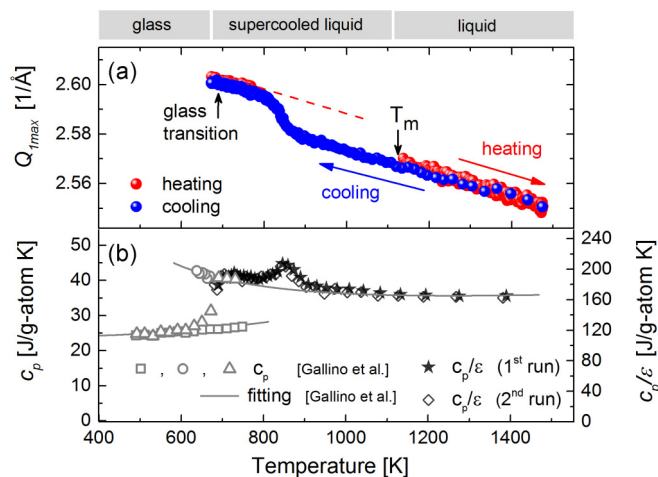 glass supercooled liquid liquid
(a)
Q1max [1/Å]
2.60
2.58
2.56
glass
transition
Tm
heating
cooling
heating
cooling
(b)
cp [J/g-atom K]
50
40
30
20
10
0
240
200
160
120
80
40
0
cp/ε [J/g-atom K]
, , cp [Gallino et al.]
fitting [Gallino et al.]
cp/ε (1st run)
cp/ε (2nd run)
400 600 800 1000 1200 1400
Temperature [K]